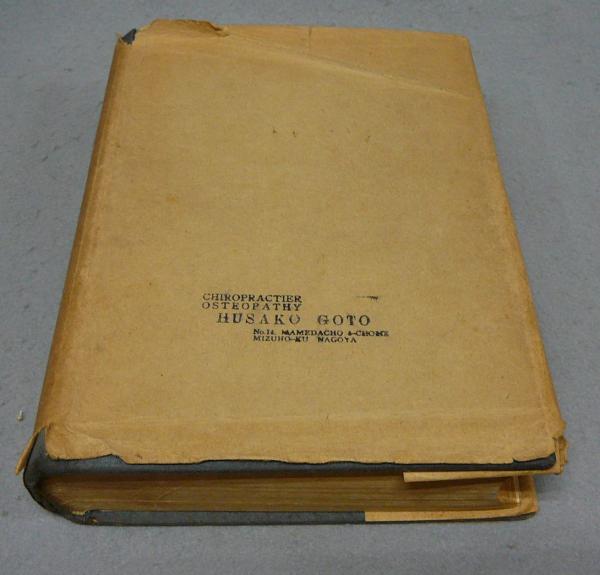 CHIROPRACTIER
OSTEOPATHY
HUSAKO GOTO
No.14, MAMEDACHO 4-CHOME
MIZUHO-KU NAGOYA